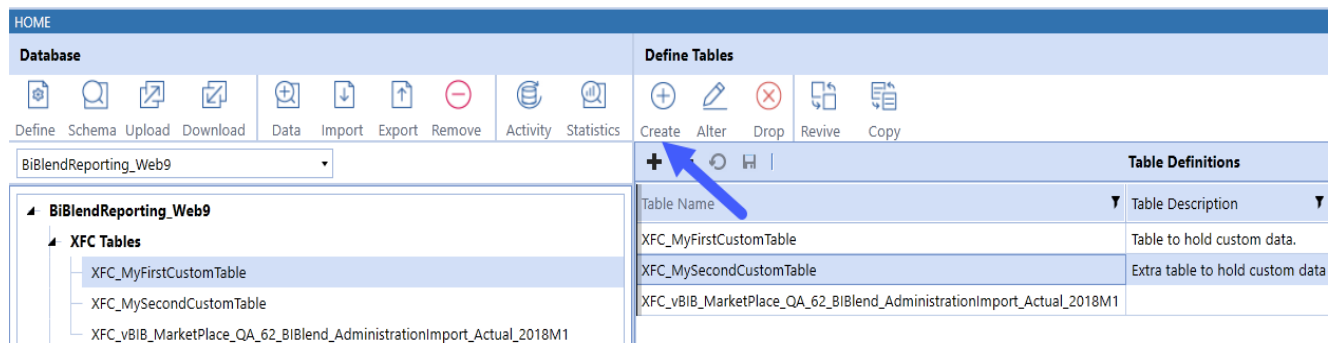 HOME
Database
Define Tables
Define Schema Upload Download Data Import Export Remove Activity Statistics
Create Alter Drop Revive Copy
BiBlendReporting_Web9
Table Definitions
BiBlendReporting_Web9
Table Name
Table Description
XFC Tables
XFC_MyFirstCustomTable
Table to hold custom data.
XFC_MyFirstCustomTable
XFC_MySecondCustomTable
Extra table to hold custom data
XFC_MySecondCustomTable
XFC_vBIB_MarketPlace_QA_62_BIBlend_AdministrationImport_Actual_2018M1
XFC_vBIB_MarketPlace_QA_62_BIBlend_AdministrationImport_Actual_2018M1